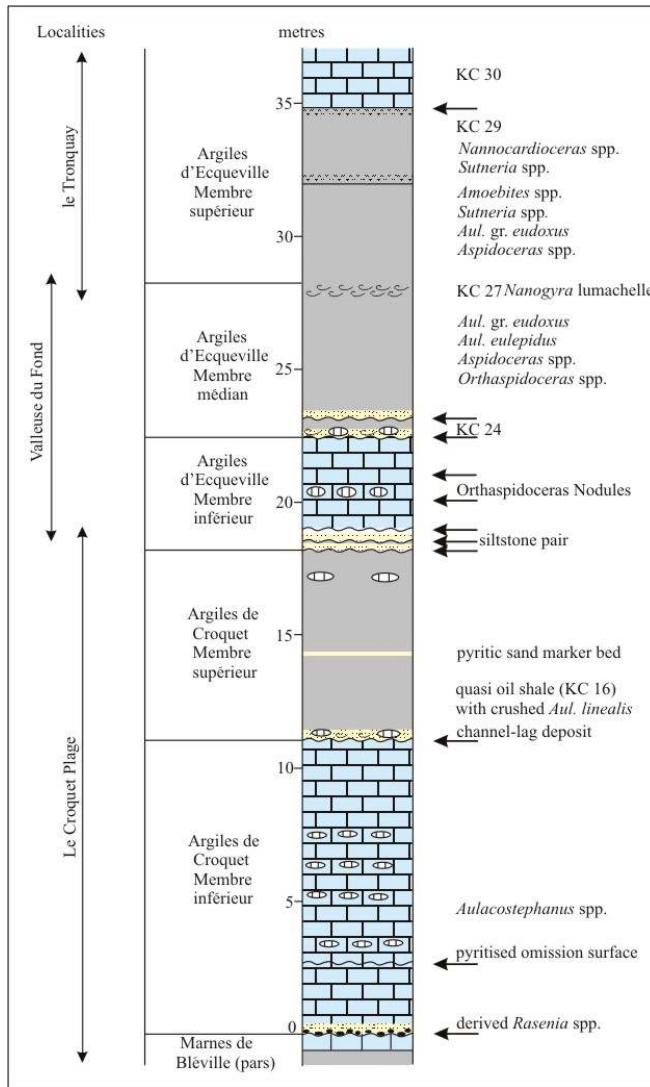 Localities
metres
le Tronquay
Valleuse du Fond
Le Croquet Plage
Argiles
d'Ecqueville
Membre
supérieur
Argiles
d'Ecqueville
Membre
médian
Argiles
d'Ecqueville
Membre
inférieur
Argiles de
Croquet
Membre
supérieur
Argiles de
Croquet
Membre
inférieur
Marnes de
Bléville (pars)
35
30
25
20
15
10
5
0
KC 30
KC 29
Nannocardioceras spp.
Sutneria spp.
Amoebites spp.
Sutneria spp.
Aul. gr. eudoxus
Aspidoceras spp.
KC 27 Nanogyra lumachelle
Aul. gr. eudoxus
Aul. eulepidus
Aspidoceras spp.
Orthaspidoceras spp.
KC 24
Orthaspidoceras Nodules
siltstone pair
pyritic sand marker bed
quasi oil shale (KC 16)
with crushed Aul. linealis
channel-lag deposit
Aulacostephanus spp.
pyritised omission surface
derived Rasenia spp.